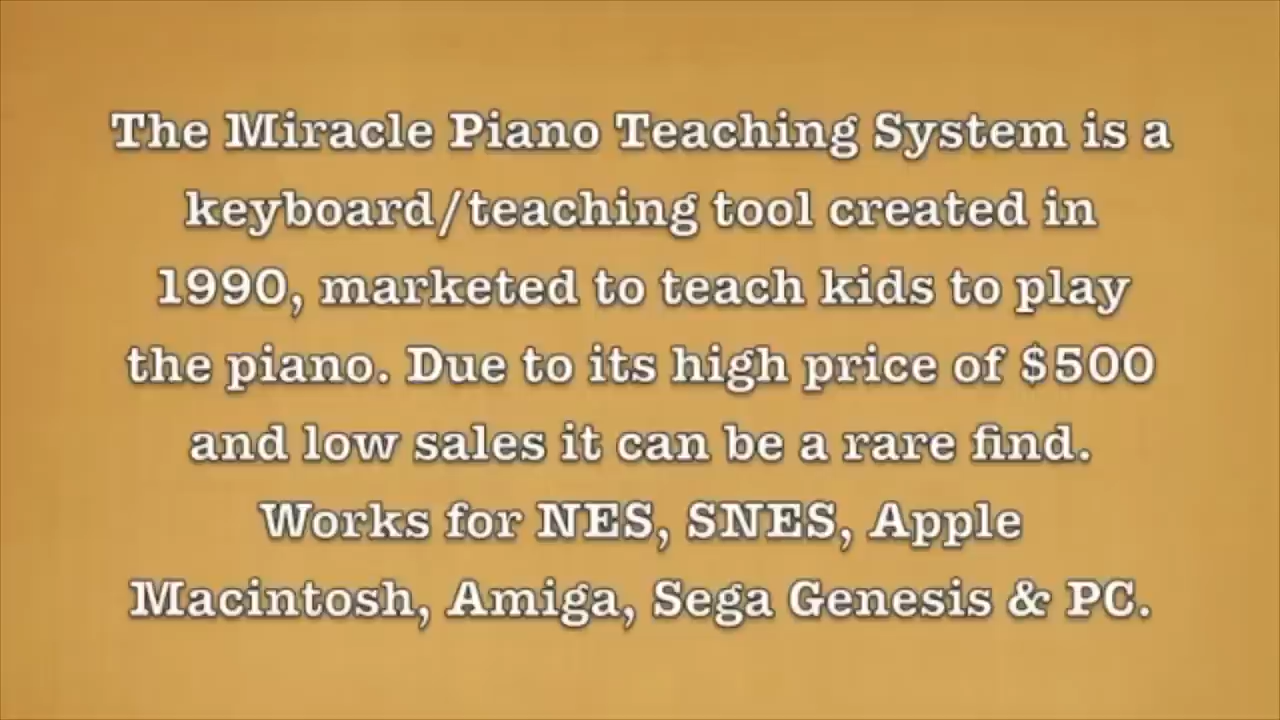 The Miracle Piano Teaching System is a
keyboard/teaching tool created in
1990, marketed to teach kids to play
the piano. Due to its high price of $500
and low sales it can be a rare find.
Works for NES, SNES, Apple
Macintosh, Amiga, Sega Genesis & PC.